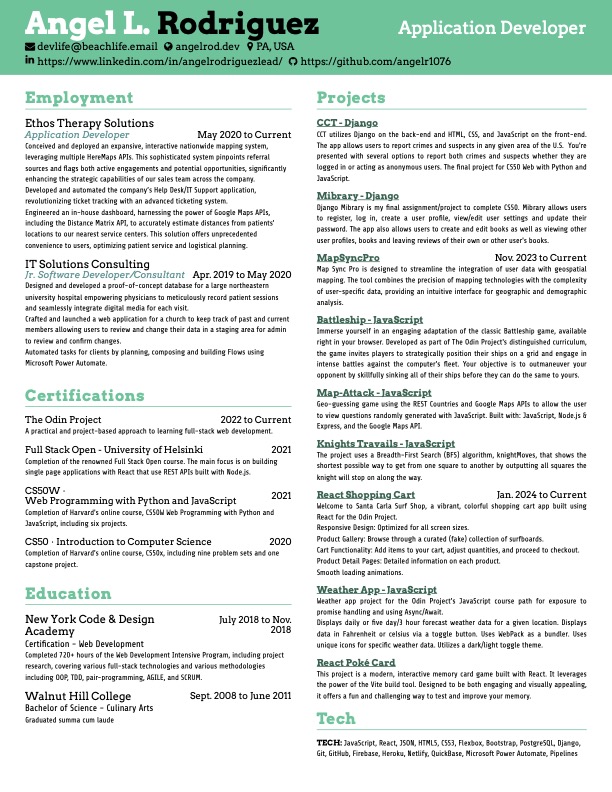 Angel L. Rodriguez
Application Developer
devlife@beachlife.email angelrod.dev PA, USA
https://www.linkedin.com/in/angelrodriguezlead/ https://github.com/angelr1076
Employment
Ethos Therapy Solutions
Application Developer May 2020 to Current
Conceived and deployed an expansive, interactive nationwide mapping system,
leveraging multiple HereMaps APIs. This sophisticated system pinpoints referral
sources and flags both active engagements and potential opportunities, significantly
enhancing the strategic capabilities of our sales team across the company.
Developed and automated the company's Help Desk/IT Support application,
revolutionizing ticket tracking with an advanced ticketing system.
Engineered an in-house dashboard, harnessing the power of Google Maps APIs,
including the Distance Matrix API, to accurately estimate distances from patients'
locations to our nearest service centers. This solution offers unprecedented
convenience to users, optimizing patient service and logistical planning.
IT Solutions Consulting
Jr. Software Developer/Consultant Apr. 2019 to May 2020
Designed and developed a proof-of-concept database for a large northeastern
university hospital empowering physicians to meticulously record patient sessions
and seamlessly integrate digital media for each visit.
Crafted and launched a web application for a church to keep track of past and current
members allowing users to review and change their data in a staging area for admin
to review and confirm changes.
Automated tasks for clients by planning, composing and building Flows using
Microsoft Power Automate.
Certifications
The Odin Project 2022 to Current
A practical and project-based approach to learning full-stack web development.
Full Stack Open - University of Helsinki 2021
Completion of the renowned Full Stack Open course. The main focus is on building
single page applications with React that use REST APIs built with Node.js.
CS50W ·
Web Programming with Python and JavaScript 2021
Completion of Harvard's online course, CS50W Web Programming with Python and
JavaScript, including six projects.
CS50 · Introduction to Computer Science 2020
Completion of Harvard's online course, CS50x, including nine problem sets and one
capstone project.
Education
New York Code & Design July 2018 to Nov.
Academy 2018
Certification – Web Development
Completed 720+ hours of the Web Development Intensive Program, including project
research, covering various full-stack technologies and various methodologies
including OOP, TDD, pair-programming, AGILE, and SCRUM.
Walnut Hill College Sept. 2008 to June 2011
Bachelor of Science – Culinary Arts
Graduated summa cum laude
Projects
CCT - Django
CCT utilizes Django on the back-end and HTML, CSS, and JavaScript on the front-end.
The app allows users to report crimes and suspects in any given area of the U.S. You're
presented with several options to report both crimes and suspects whether they are
logged in or acting as anonymous users. The final project for CS50 Web with Python and
JavaScript.
Mibrary - Django
Django Mibrary is my final assignment/project to complete CS50. Mibrary allows users
to register, log in, create a user profile, view/edit user settings and update their
password. The app also allows users to create and edit books as well as viewing other
user profiles, books and leaving reviews of their own or other user's books.
MapSyncPro Nov. 2023 to Current
Map Sync Pro is designed to streamline the integration of user data with geospatial
mapping. The tool combines the precision of mapping technologies with the complexity
of user-specific data, providing an intuitive interface for geographic and demographic
analysis.
Battleship - JavaScript
Immerse yourself in an engaging adaptation of the classic Battleship game, available
right in your browser. Developed as part of The Odin Project's distinguished curriculum,
the game invites players to strategically position their ships on a grid and engage in
intense battles against the computer's fleet. Your objective is to outmaneuver your
opponent by skillfully sinking all of their ships before they can do the same to yours.
Map-Attack - JavaScript
Geo-guessing game using the REST Countries and Google Maps APIs to allow the user
to view questions randomly generated with JavaScript. Built with: JavaScript, Node.js &
Express, and the Google Maps API.
Knights Travails - JavaScript
The project uses a Breadth-First Search (BFS) algorithm, knightMoves, that shows the
shortest possible way to get from one square to another by outputting all squares the
knight will stop on along the way.
React Shopping Cart Jan. 2024 to Current
Welcome to Santa Carla Surf Shop, a vibrant, colorful shopping cart app built using
React for the Odin Project.
Responsive Design: Optimized for all screen sizes.
Product Gallery: Browse through a curated (fake) collection of surfboards.
Cart Functionality: Add items to your cart, adjust quantities, and proceed to checkout.
Product Detail Pages: Detailed information on each product.
Smooth loading animations.
Weather App - JavaScript
Weather app project for the Odin Project's JavaScript course path for exposure to
promise handling and using Async/Await.
Displays daily or five day/3 hour forecast weather data for a given location. Displays
data in Fahrenheit or celsius via a toggle button. Uses WebPack as a bundler. Uses
unique icons for specific weather data. Utilizes a dark/light toggle theme.
React Poké Card
This project is a modern, interactive memory card game built with React. It leverages
the power of the Vite build tool. Designed to be both engaging and visually appealing,
it offers a fun and challenging way to test and improve your memory.
Tech
TECH: JavaScript, React, JSON, HTML5, CSS3, Flexbox, Bootstrap, PostgreSQL, Django,
Git, GitHub, Firebase, Heroku, Netlify, QuickBase, Microsoft Power Automate, Pipelines